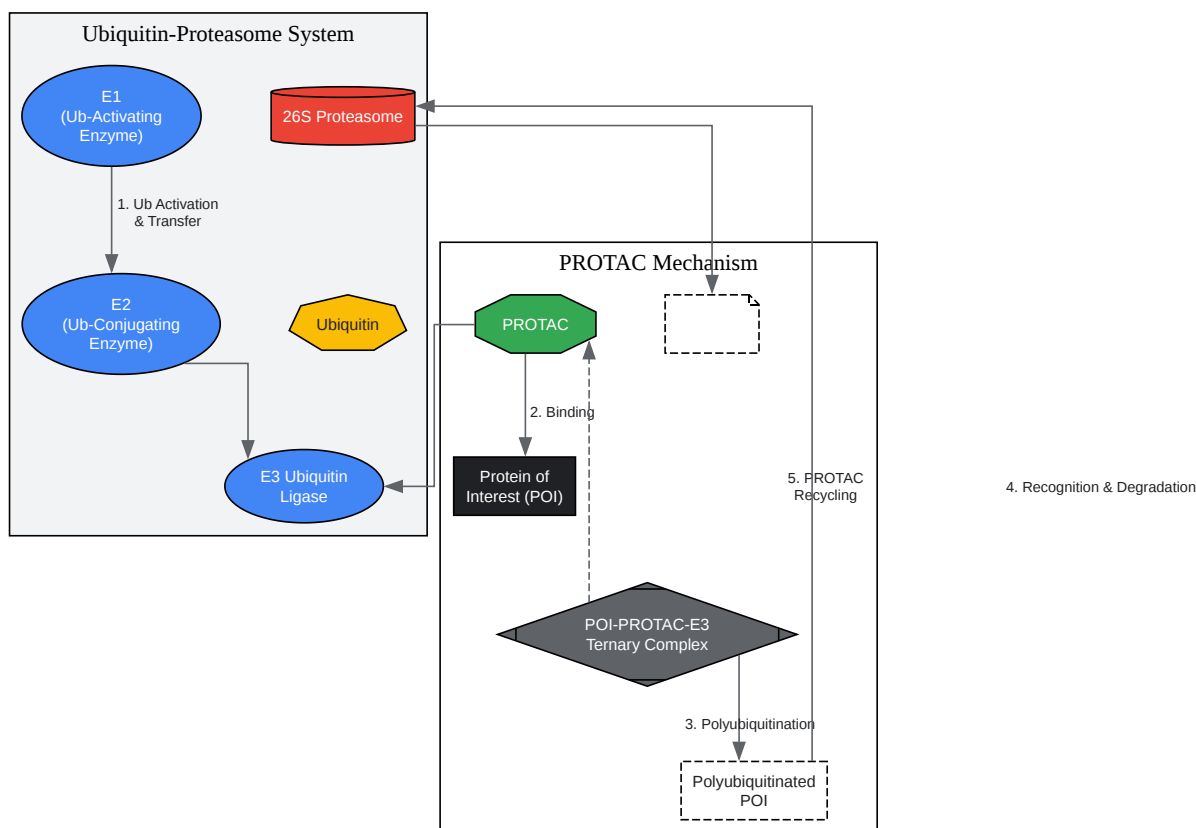 Ubiquitin-Proteasome System
E1
(Ub-Activating
Enzyme)
26S Proteasome
1. Ub Activation
& Transfer
PROTAC Mechanism
E2
(Ub-Conjugating
Enzyme)
Ubiquitin
PROTAC
2. Binding
E3 Ubiquitin
Ligase
Protein of
Interest (POI)
5. PROTAC
Recycling
4. Recognition & Degradation
POI-PROTAC-E3
Ternary Complex
3. Polyubiquitination
Polyubiquitinated
POI